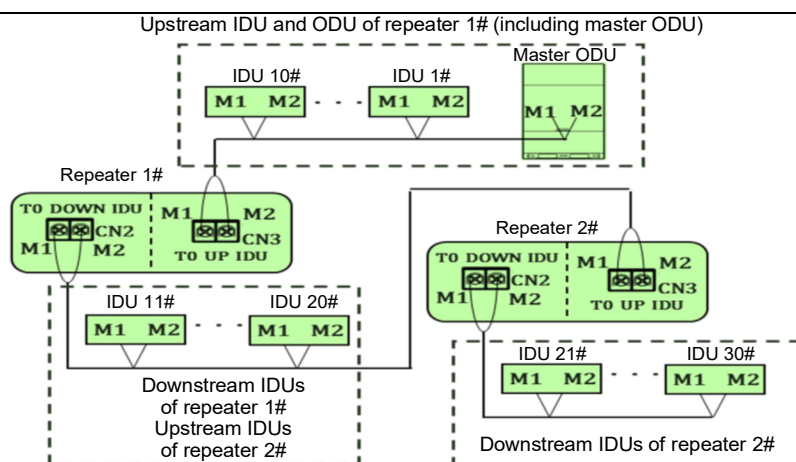 Upstream IDU and ODU of repeater 1# (including master ODU)
Master ODU
IDU 10#
IDU 1#
M1 M2
- - -
M1 M2
M1 M2
Repeater 1#
TO DOWN IDU
CN2
M1 M2
M1 M2
CN3
TO UP IDU
Repeater 2#
TO DOWN IDU
CN2
M1 M2
M1 M2
CN3
TO UP IDU
IDU 11#
IDU 20#
M1 M2
- - -
M1 M2
Downstream IDUs
of repeater 1#
Upstream IDUs
of repeater 2#
IDU 21#
IDU 30#
M1 M2
- - -
M1 M2
Downstream IDUs of repeater 2#